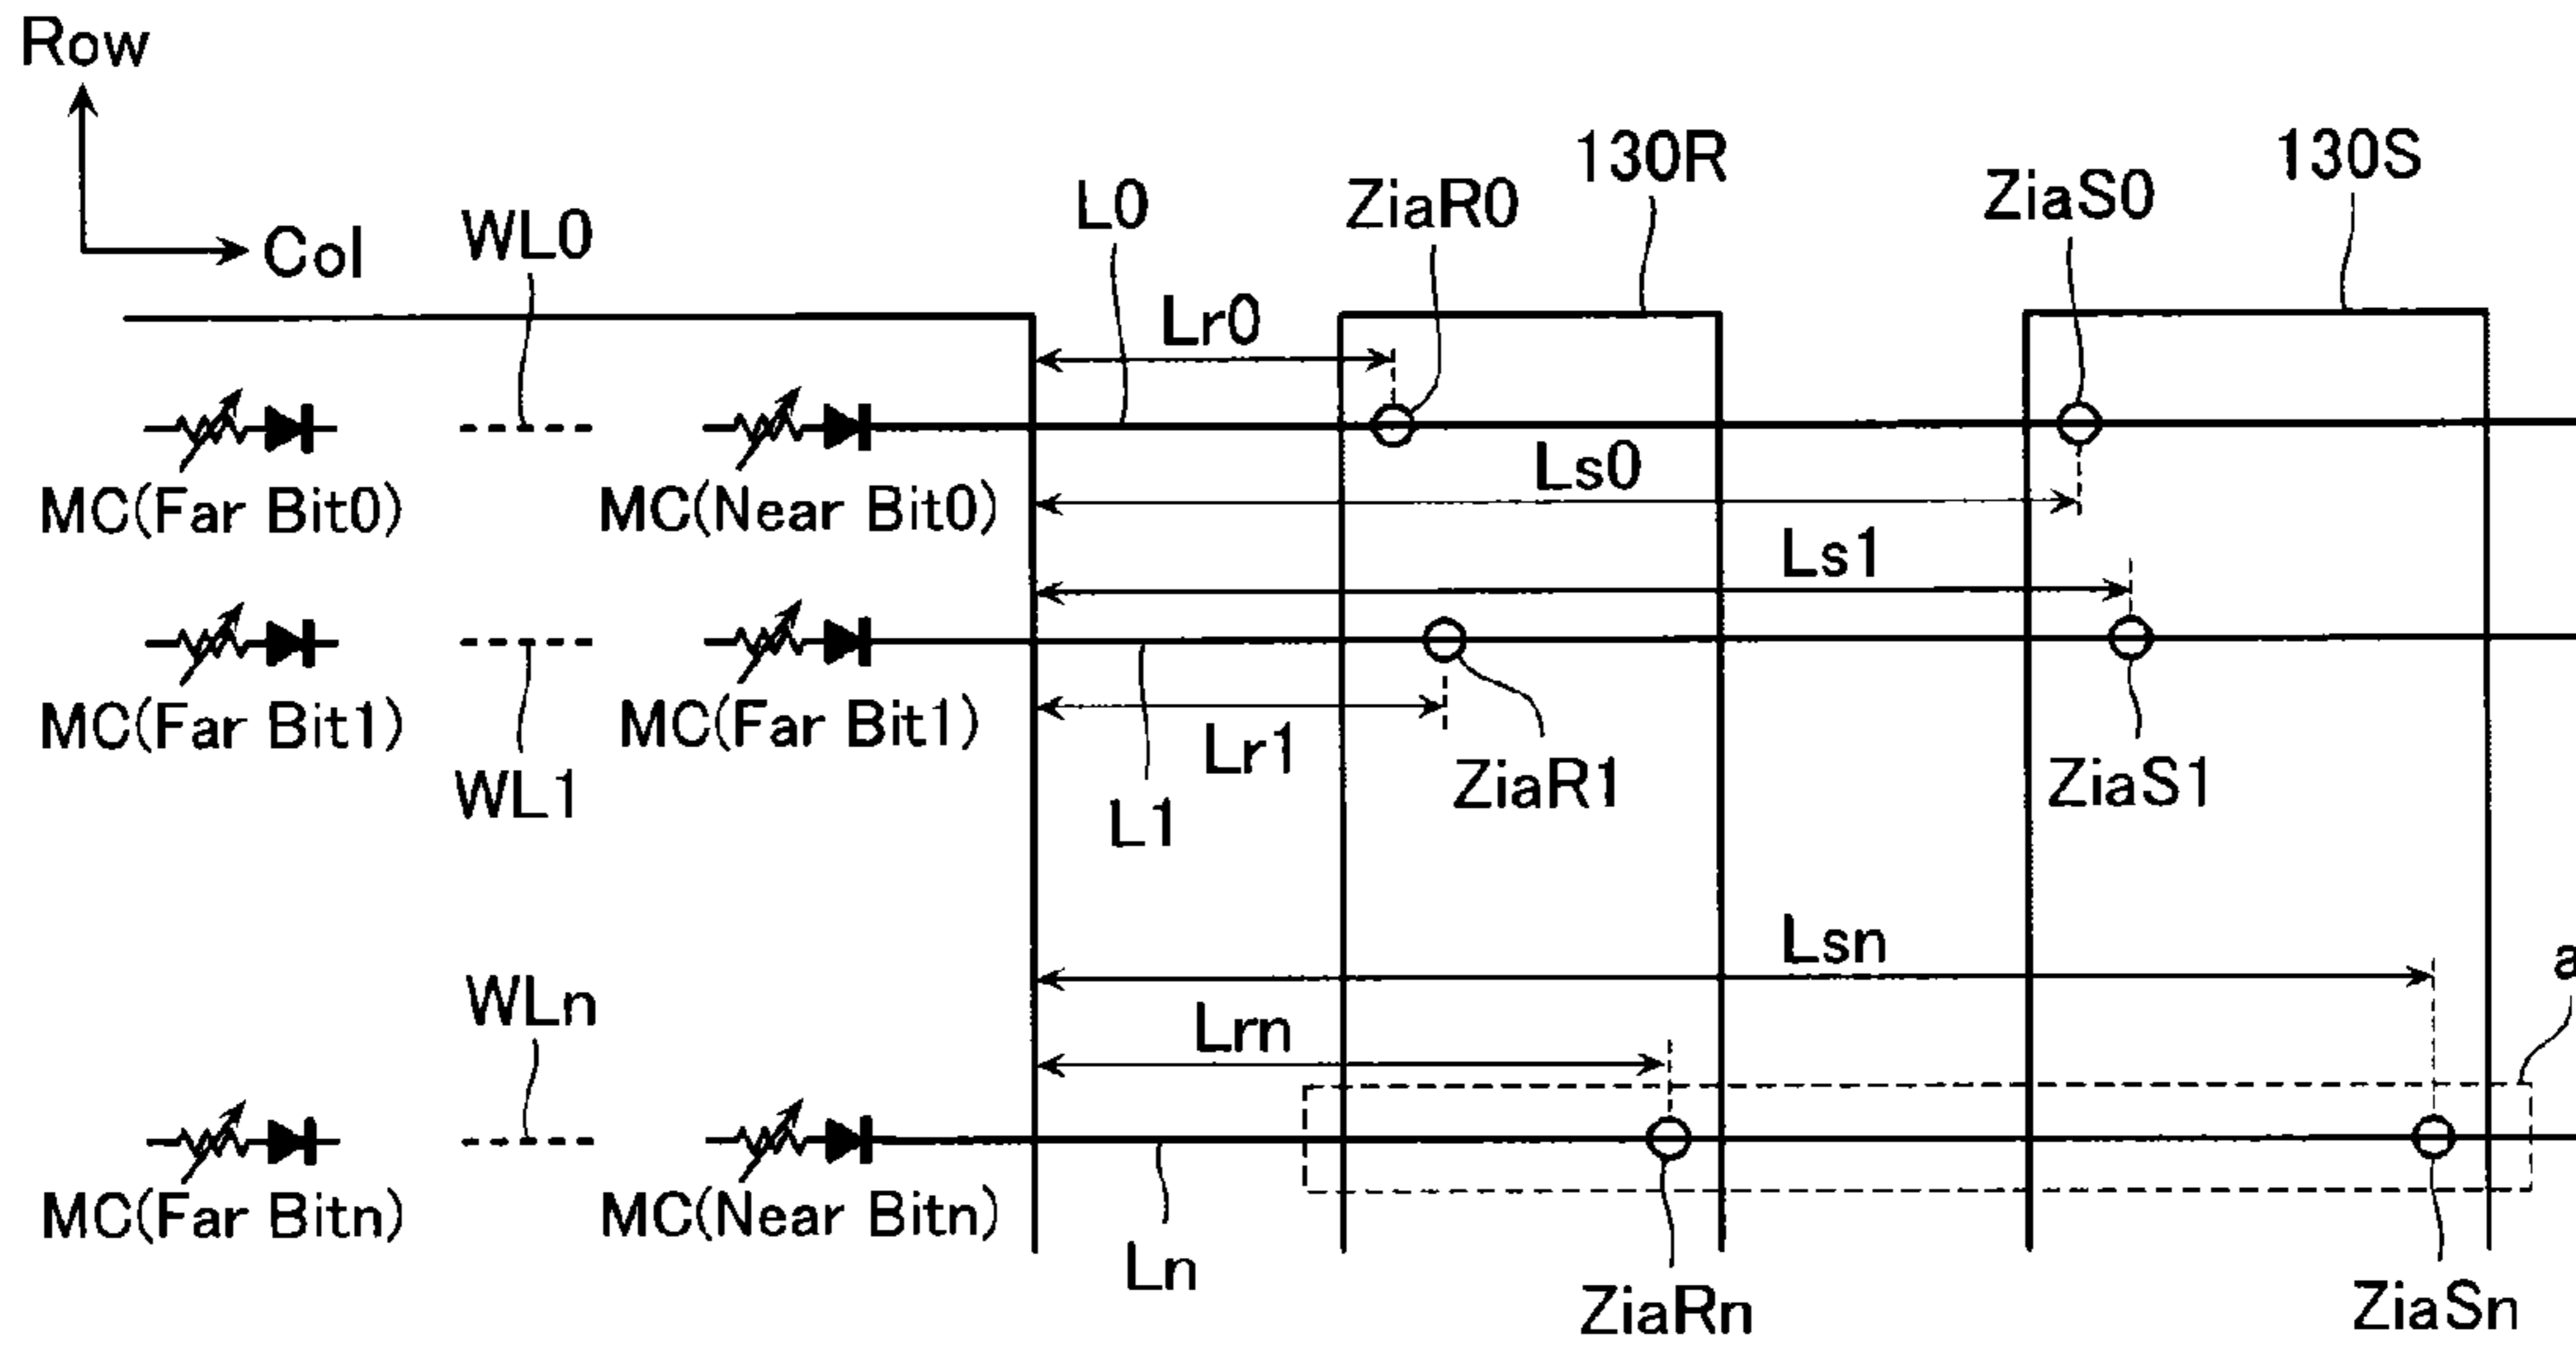 Row
Col
WL0
L0
ZiaR0
130R
ZiaS0
130S
Lr0
Ls0
MC(Far Bit0)
MC(Near Bit0)
Ls1
MC(Far Bit1)
MC(Far Bit1)
Lr1
WL1
L1
ZiaR1
ZiaS1
Lsn
a
WLn
Lrn
MC(Far Bitn)
MC(Near Bitn)
Ln
ZiaRn
ZiaSn